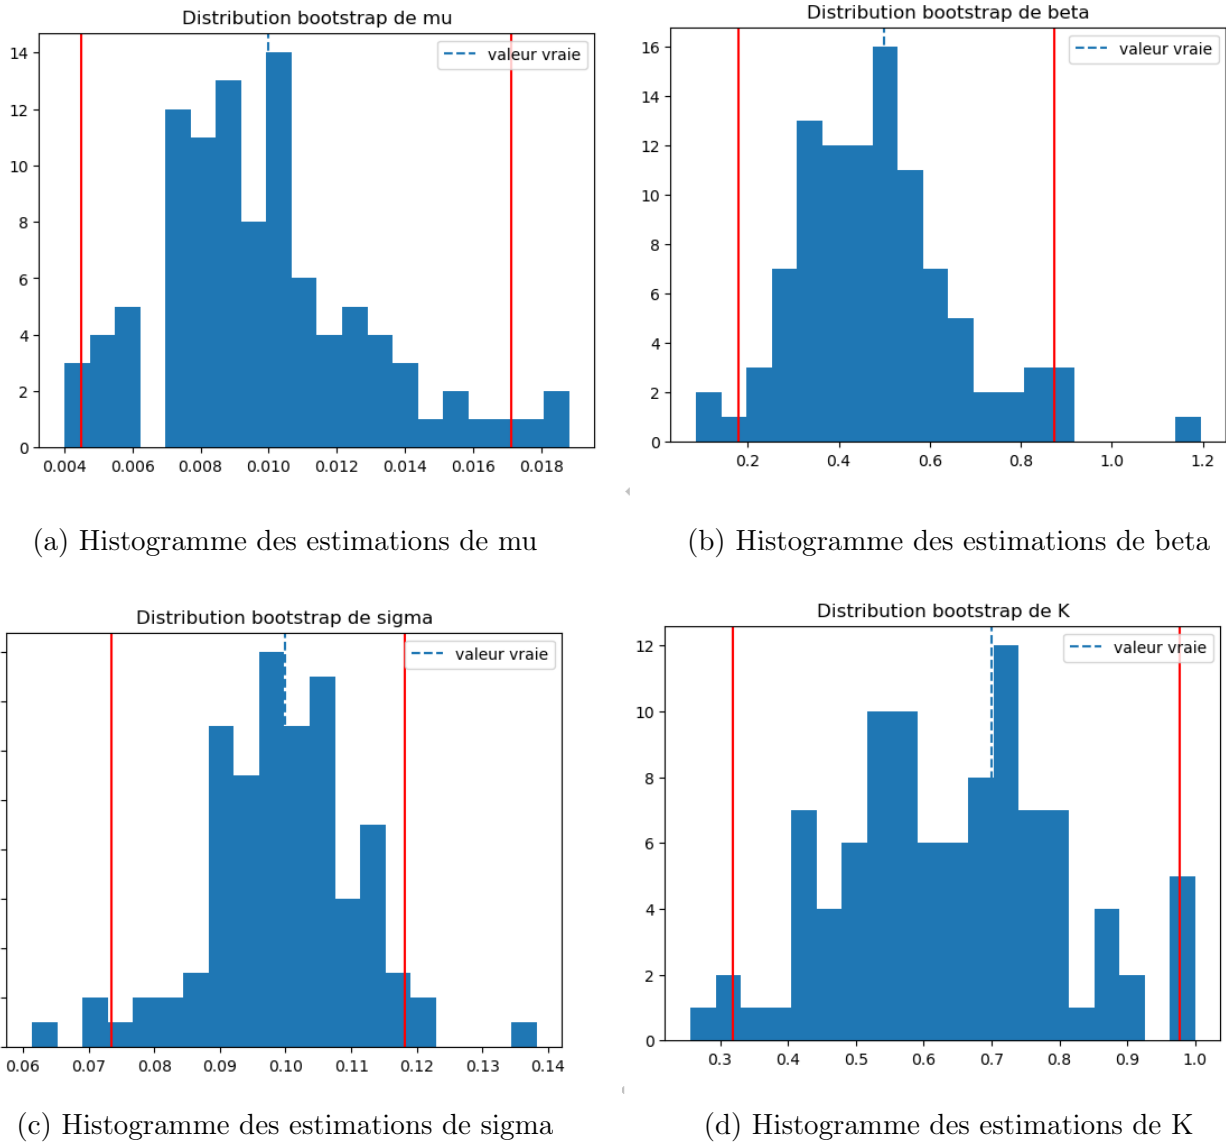 Distribution bootstrap de mu
valeur vraie
14
12
10
8
6
4
2
0
0.004 0.006 0.008 0.010 0.012 0.014 0.016 0.018
(a) Histogramme des estimations de mu
Distribution bootstrap de beta
valeur vraie
16
14
12
10
8
6
4
2
0
0.2 0.4 0.6 0.8 1.0 1.2
(b) Histogramme des estimations de beta
Distribution bootstrap de sigma
valeur vraie
0.06 0.07 0.08 0.09 0.10 0.11 0.12 0.13 0.14
(c) Histogramme des estimations de sigma
Distribution bootstrap de K
valeur vraie
12
10
8
6
4
2
0
0.3 0.4 0.5 0.6 0.7 0.8 0.9 1.0
(d) Histogramme des estimations de K